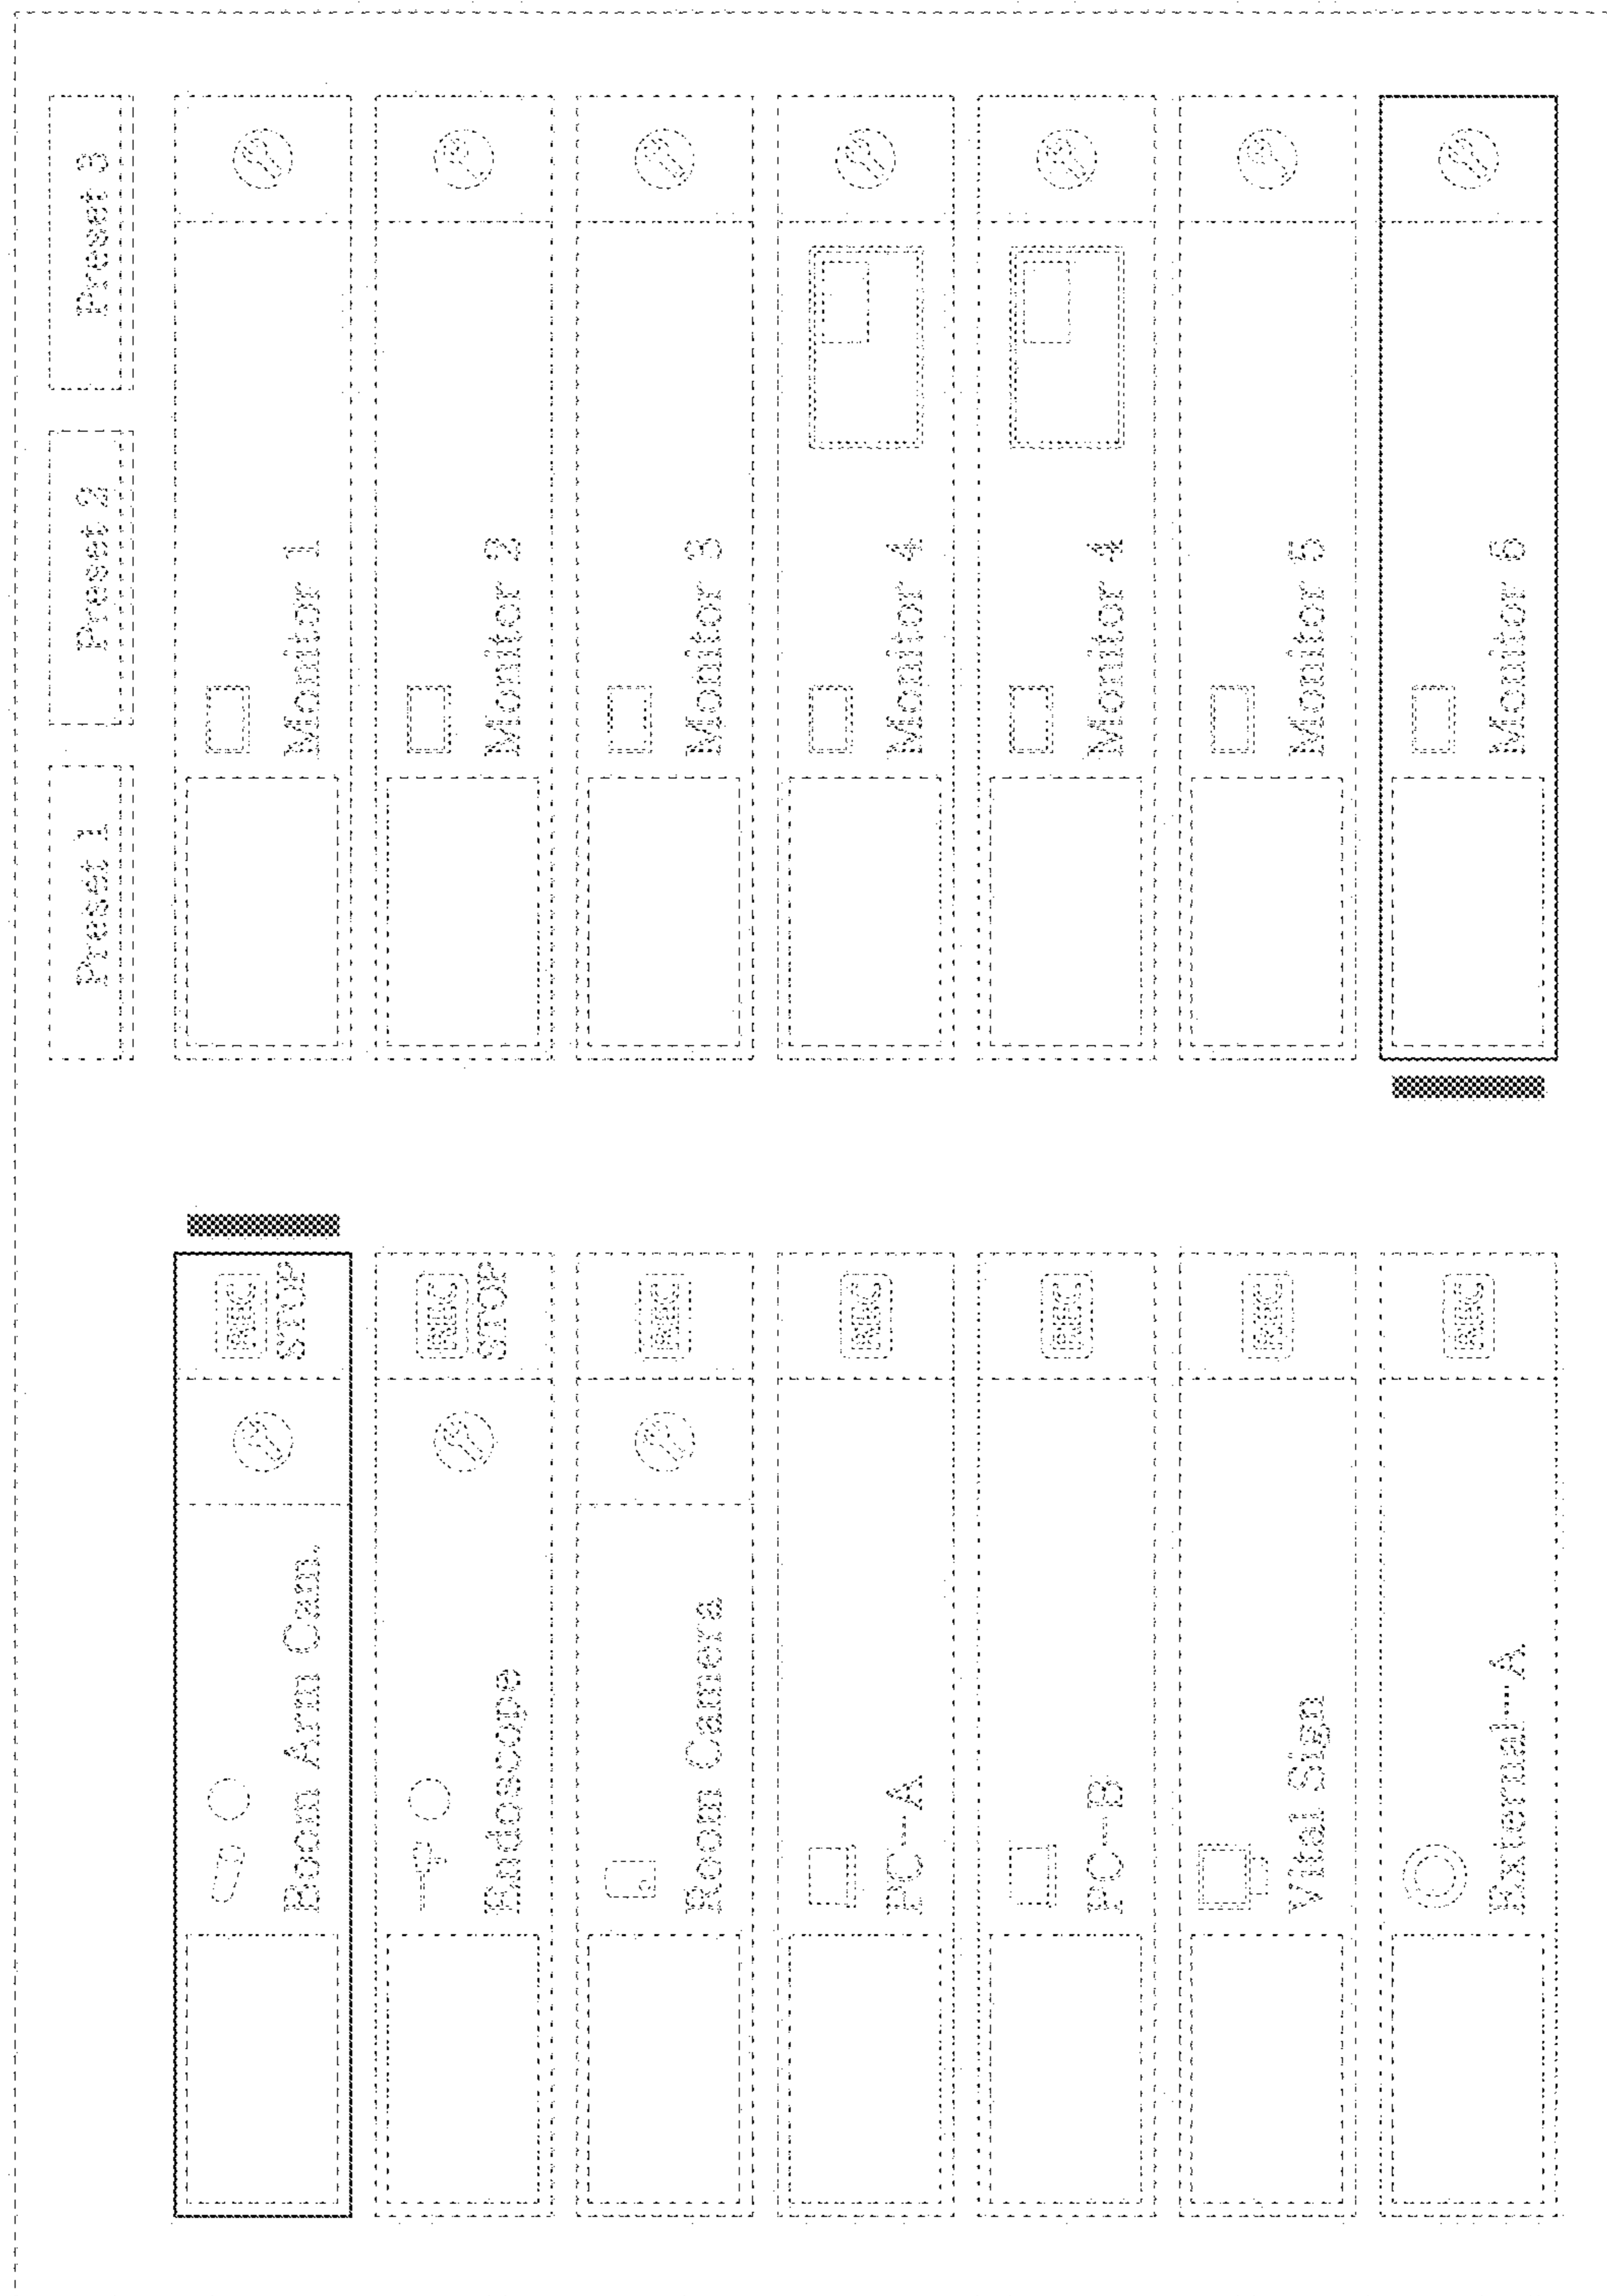 Preset 1 Preset 2 Preset 3
Boom Arm Cam. REC STOP
Monitor 1
Endoscope REC STOP
Monitor 2
Room Camera REC
Monitor 3
PC-A REC
Monitor 4
PC-B REC
Monitor 4
Vital Sign REC
Monitor 5
External-A REC
Monitor 6